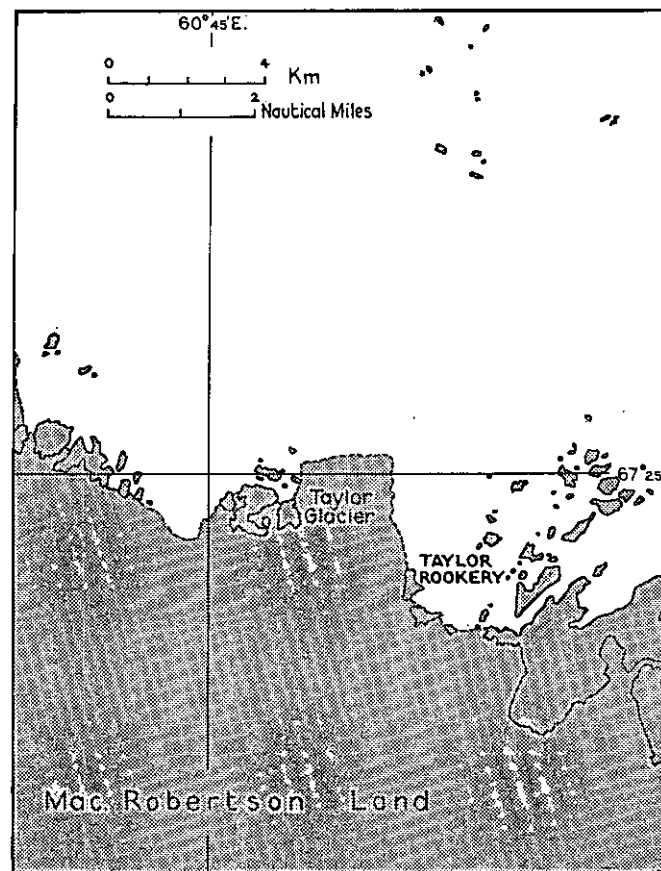 60°45'E.
0 4
Km
0 2
Nautical Miles
67°25
Taylor
Glacier
TAYLOR
ROOKERY
Mac. Robertson Land